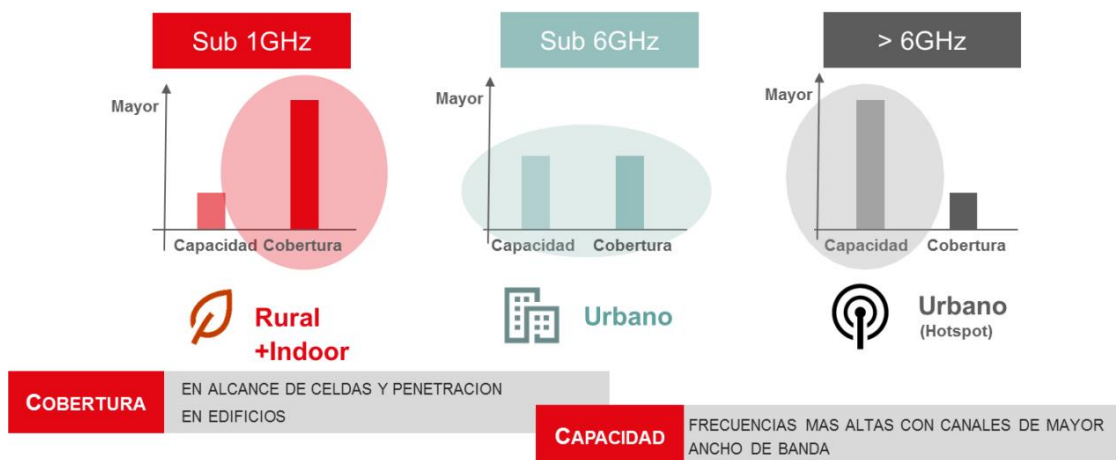 Sub 1GHz
Mayor
Capacidad Cobertura
Rural
+Indoor
Sub 6GHz
Mayor
Capacidad Cobertura
Urbano
> 6GHz
Mayor
Capacidad Cobertura
Urbano
(Hotspot)
COBERTURA
EN ALCANCE DE CELDAS Y PENETRACION
EN EDIFICIOS
CAPACIDAD
FRECUENCIAS MAS ALTAS CON CANALES DE MAYOR
ANCHO DE BANDA